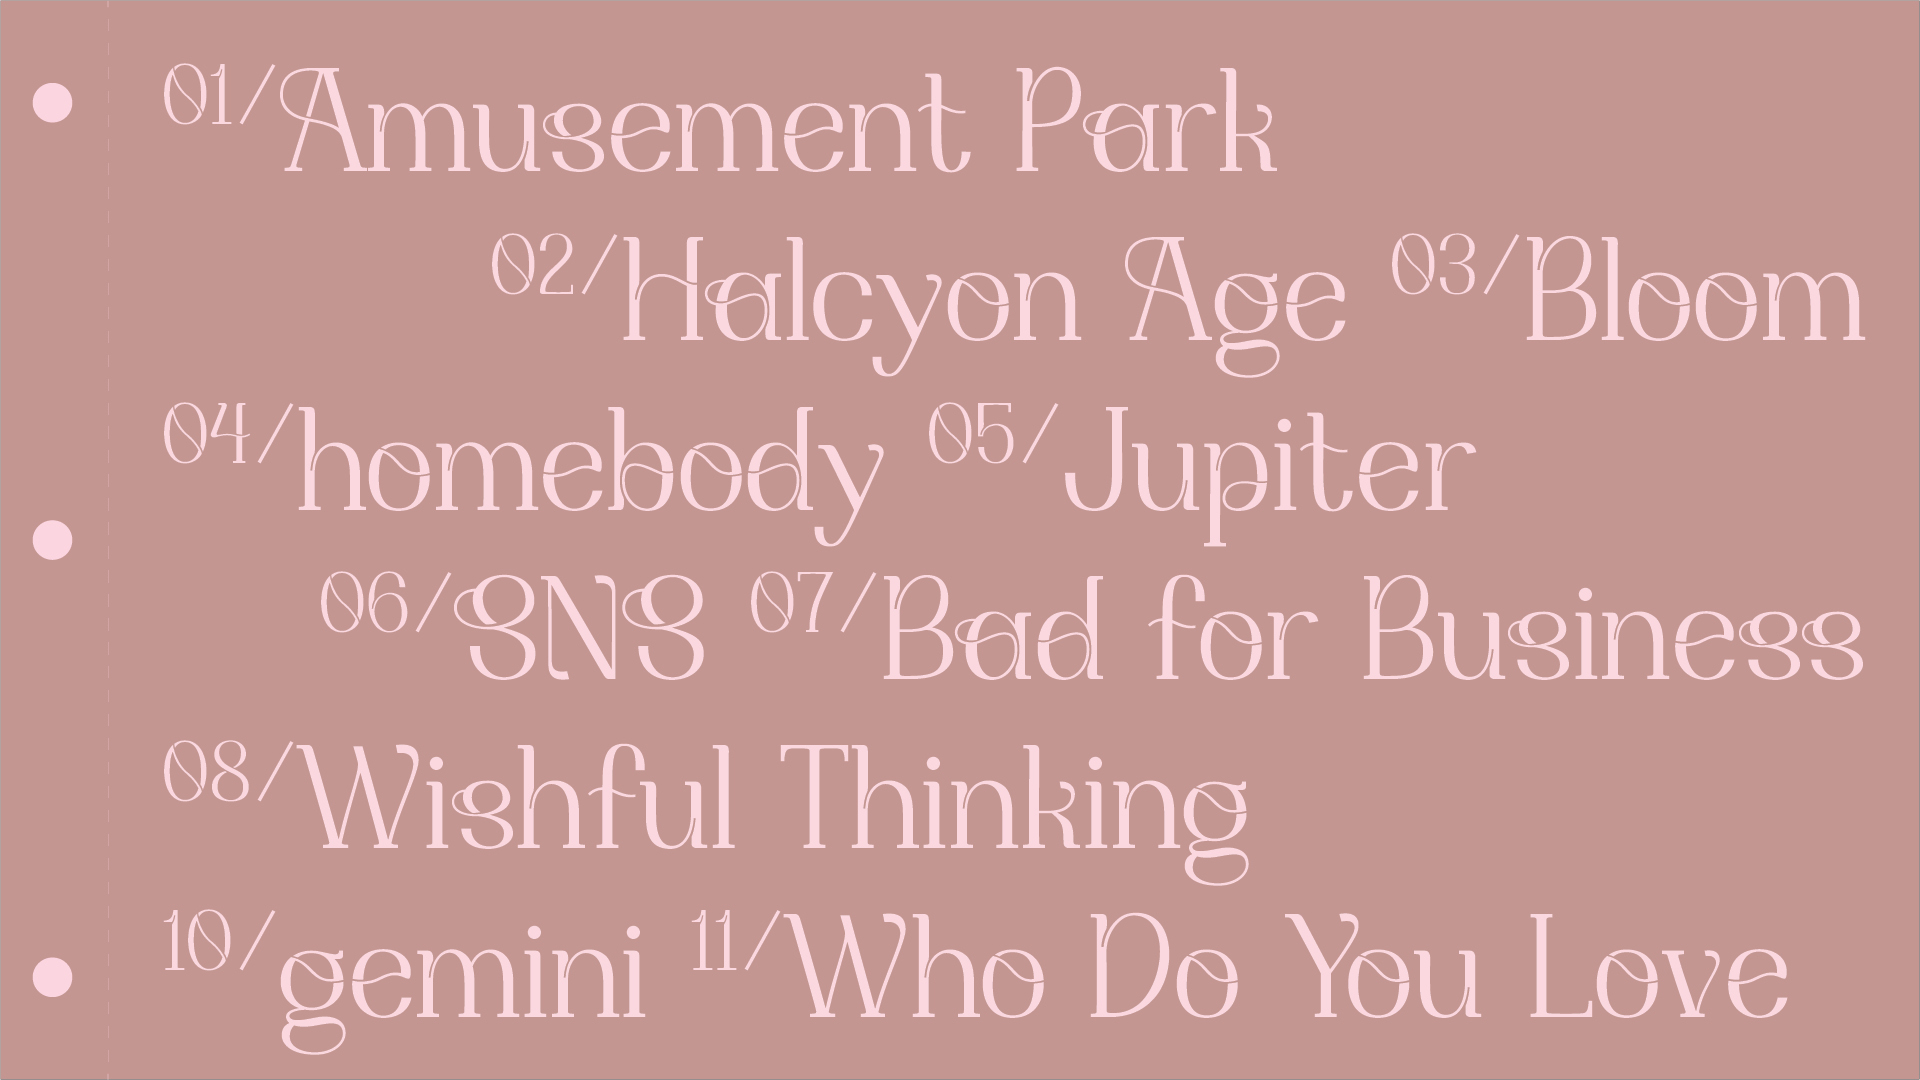 01/Amusement Park
02/Halcyon Age 03/Bloom
04/homebody 05/Jupiter
06/SNS 07/Bad for Business
08/Wishful Thinking
10/gemini 11/Who Do You Love